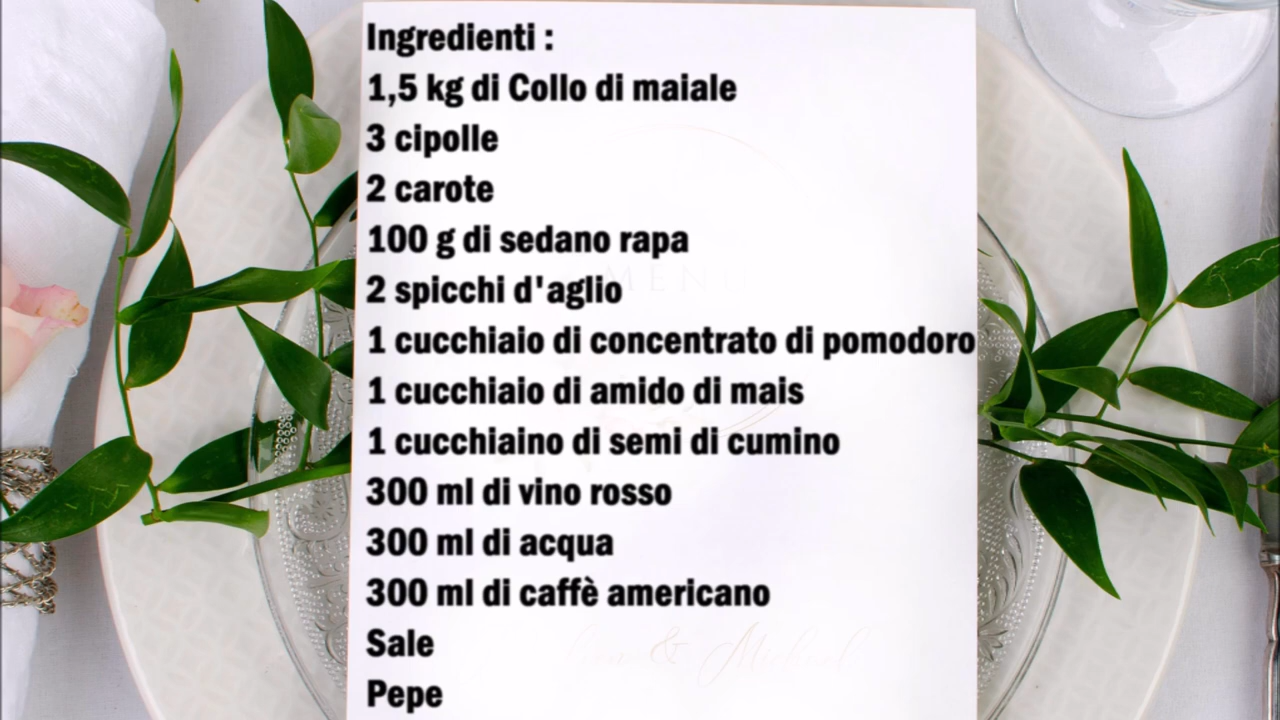 Ingredienti :
1,5 kg di Collo di maiale
3 cipolle
2 carote
100 g di sedano rapa
2 spicchi d'aglio
1 cucchiaio di concentrato di pomodoro
1 cucchiaio di amido di mais
1 cucchiaino di semi di cumino
300 ml di vino rosso
300 ml di acqua
300 ml di caffè americano
Sale
Pepe